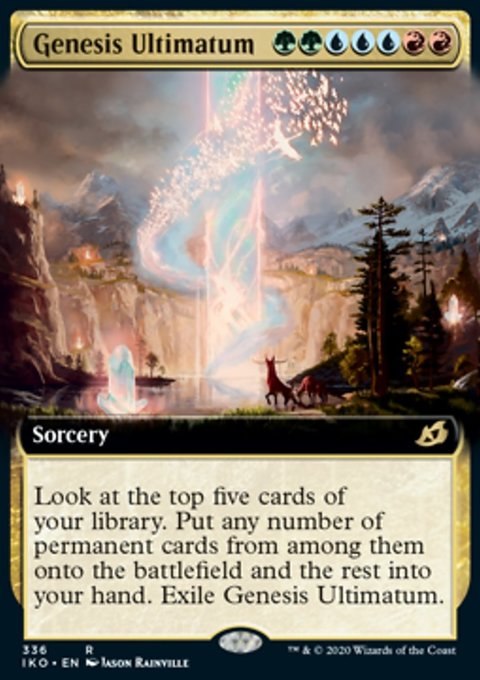 Genesis Ultimatum
Sorcery
Look at the top five cards of
your library. Put any number of
permanent cards from among them
onto the battlefield and the rest into
your hand. Exile Genesis Ultimatum.
336 R
IKO • EN Jason Rainville
™ & © 2020 Wizards of the Coast